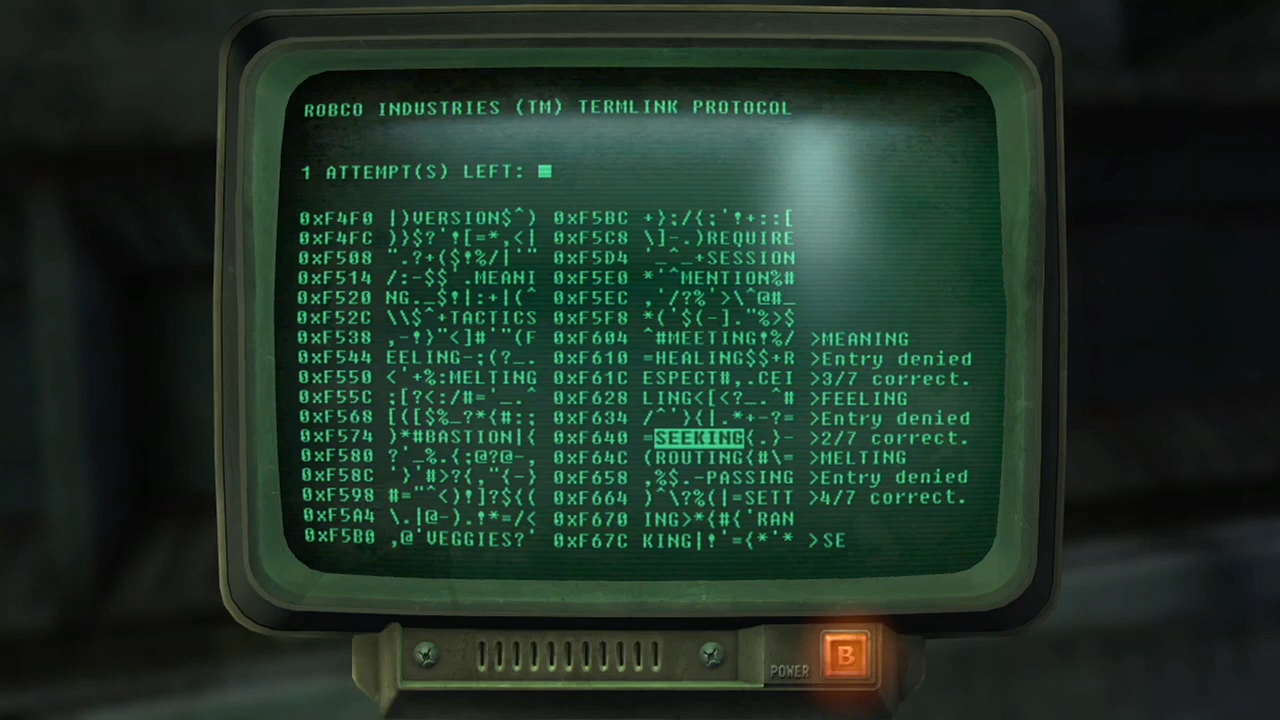 ROBCO INDUSTRIES (TM) TERMLINK PROTOCOL
1 ATTEMPT(S) LEFT:
0xF4F0 |)VERSION$^) 0xF5BC +};/{;'!+::[
0xF4FC )}$?'![=*,<| 0xF5C8 \]-.)REQUIRE
0xF508 ".?+($!%/|'" 0xF5D4 '_^_+SESSION
0xF514 /:-$$'.MEANI 0xF5E0 *'^MENTION%#
0xF520 NG._$!|:+|(^ 0xF5EC ,'/?%'>\^@#_
0xF52C \\$^+TACTICS 0xF5F8 *('$(-]."%>$
0xF538 ,-!}"<]#'"(F 0xF604 ^#MEETING!%/ >MEANING
0xF544 EELING-;(?_. 0xF610 =HEALING$$+R >Entry denied
0xF550 <'+%:MELTING 0xF61C ESPECT#,.CEI >3/7 correct.
0xF55C ;[?<:/#='_.^ 0xF628 LING<[<?_.^# >FEELING
0xF568 [([$%_?*{#:; 0xF634 /^'}{|.*+-?= >Entry denied
0xF574 )*#BASTION|{ 0xF640 =SEEKING{.}- >2/7 correct.
0xF580 ?'-%.{;@?@-, 0xF64C (ROUTING{#\= >MELTING
0xF58C '}'#>?{,"{-} 0xF658 ,%$.-PASSING >Entry denied
0xF598 #="^<)!]?${( 0xF664 )^\?%(|=SETT >4/7 correct.
0xF5A4 \.|@-).!*=/< 0xF670 ING>*{#{'RAN
0xF5B0 ,@'VEGGIES?' 0xF67C KING|!'={*'* >SE
POWER B